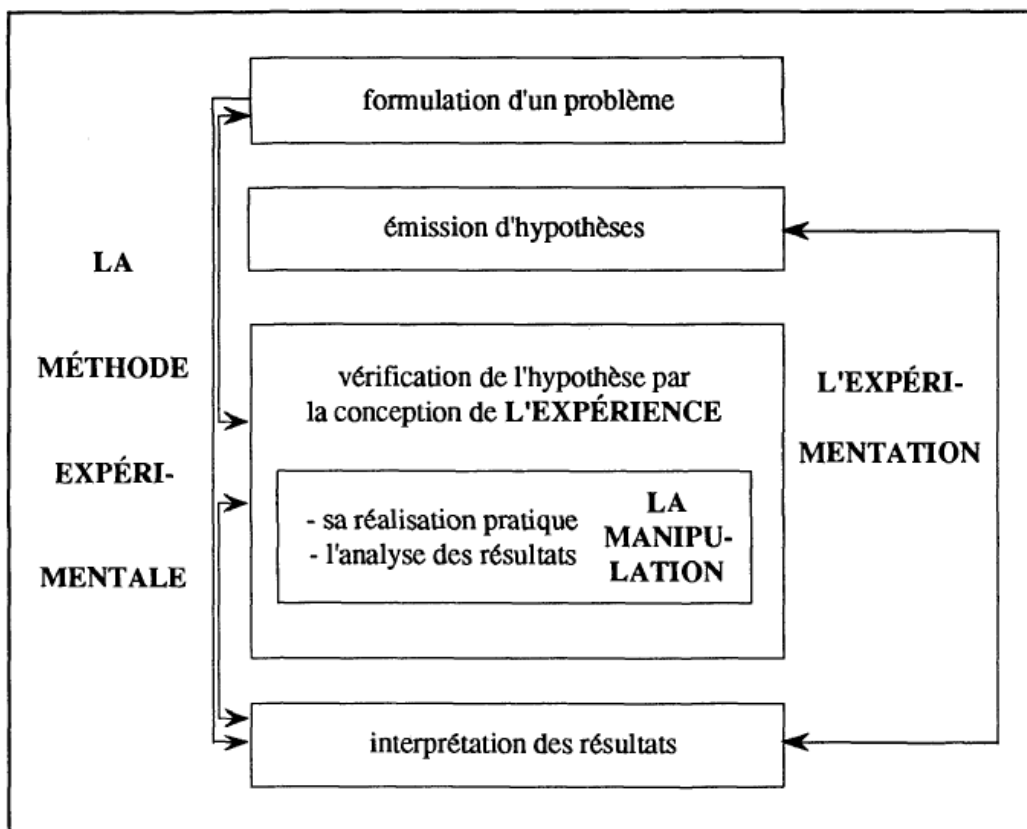 formulation d'un problème
émission d'hypothèses
LA
MÉTHODE
EXPÉRI-
MENTALE
vérification de l'hypothèse par
la conception de L'EXPÉRIENCE
- sa réalisation pratique
- l'analyse des résultats
LA
MANIPU-
LATION
L'EXPÉRI-
MENTATION
interprétation des résultats